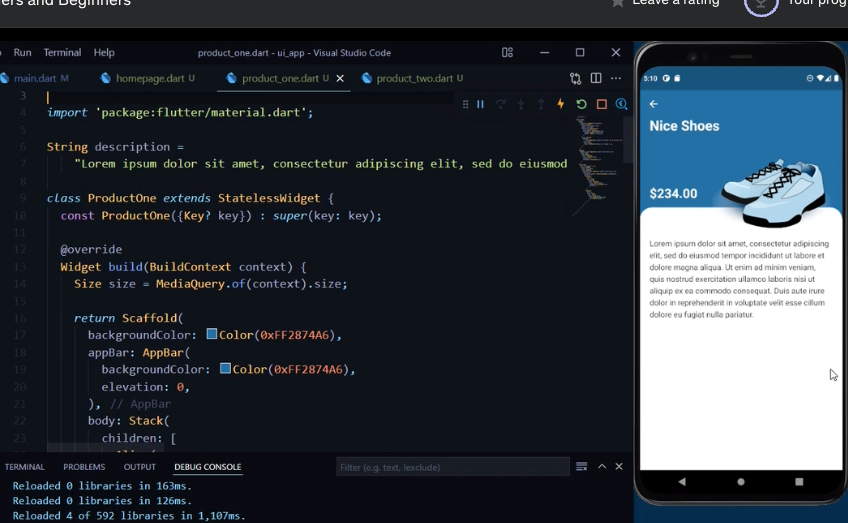 and Beginners
Leave a rating
Your prog
Run Terminal Help
product_one.dart - ui_app - Visual Studio Code
main.dart M
homepage.dart U
product_one.dart U
product_two.dart U
3
4 import 'package:flutter/material.dart';
5
6 String description =
7 "Lorem ipsum dolor sit amet, consectetur adipiscing elit, sed do eiusmod
8
9 class ProductOne extends StatelessWidget {
10 const ProductOne({Key? key}) : super(key: key);
11
12 @override
13 Widget build(BuildContext context) {
14 Size size = MediaQuery.of(context).size;
15
16 return Scaffold(
17 backgroundColor: Color(0xFF2874A6),
18 appBar: AppBar(
19 backgroundColor: Color(0xFF2874A6),
20 elevation: 0,
21 ), // AppBar
22 body: Stack(
23 children: [
TERMINAL PROBLEMS OUTPUT DEBUG CONSOLE
Filter (e.g. text, !exclude)
Reloaded 0 libraries in 163ms.
Reloaded 0 libraries in 126ms.
Reloaded 4 of 592 libraries in 1,107ms.
5:10
Nice Shoes
$234.00
Lorem ipsum dolor sit amet, consectetur adipiscing
elit, sed do eiusmod tempor incididunt ut labore et
dolore magna aliqua. Ut enim ad minim veniam,
quis nostrud exercitation ullamco laboris nisi ut
aliquip ex ea commodo consequat. Duis aute irure
dolor in reprehenderit in voluptate velit esse cillum
dolore eu fugiat nulla pariatur.